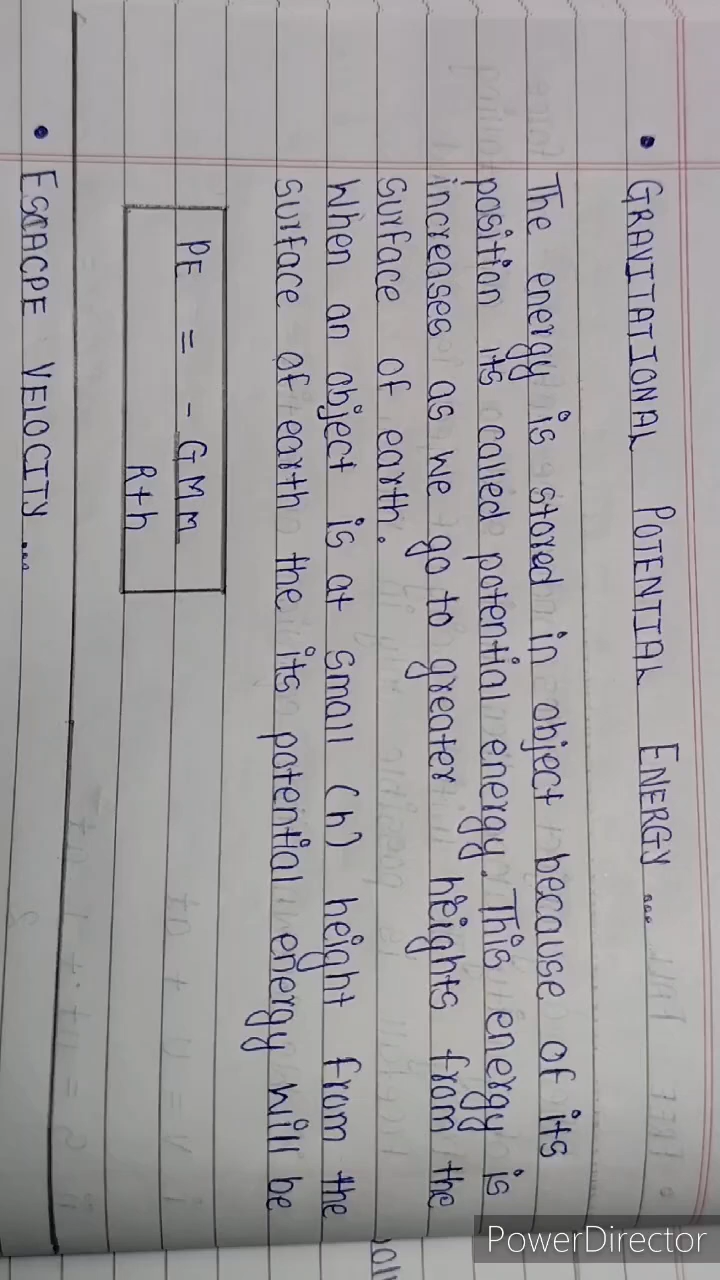 • GRAVITATIONAL POTENTIAL ENERGY ...
The energy is stored in object because of its
position its called potential energy. This energy is
increases as we go to greater heights from the
surface of earth.
When an object is at small (h) height from the
surface of earth the its potential energy will be
PE = - GMm
R+h
• ESCACPE VELOCITY ...
PowerDirector